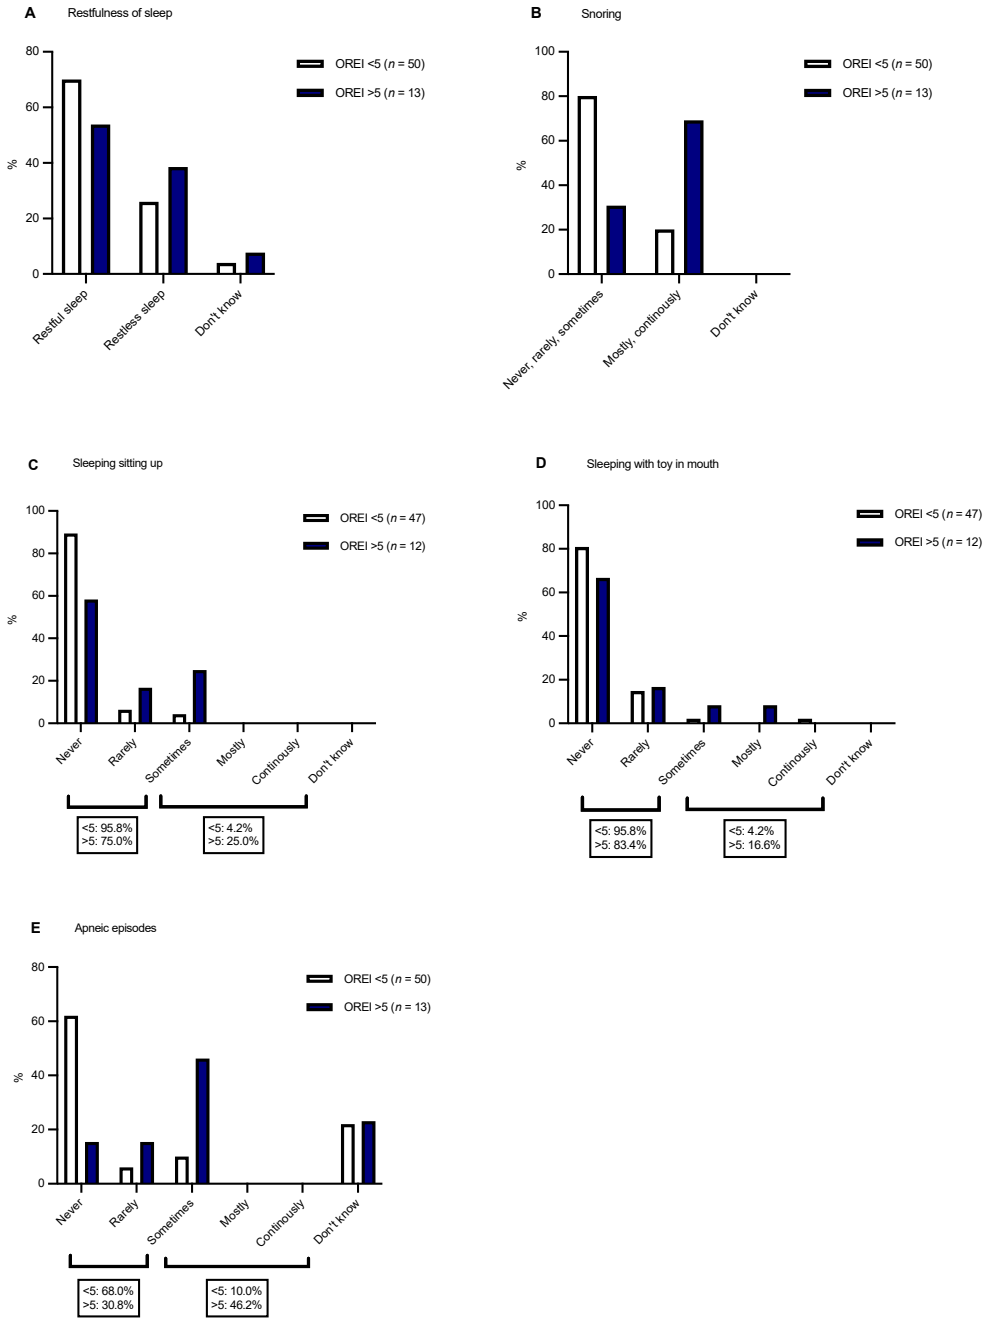 A Restfulness of sleep
80
60
40
20
0
%
OREI <5 (n = 50)
OREI >5 (n = 13)
Restful sleep
Restless sleep
Don't know
B Snoring
100
80
60
40
20
0
%
OREI <5 (n = 50)
OREI >5 (n = 13)
Never, rarely, sometimes
Mostly, continously
Don't know
C Sleeping sitting up
100
80
60
40
20
0
%
OREI <5 (n = 47)
OREI >5 (n = 12)
Never
Rarely
Sometimes
Mostly
Continously
Don't know
<5: 95.8%
>5: 75.0%
<5: 4.2%
>5: 25.0%
D Sleeping with toy in mouth
100
80
60
40
20
0
%
OREI <5 (n = 47)
OREI >5 (n = 12)
Never
Rarely
Sometimes
Mostly
Continously
Don't know
<5: 95.8%
>5: 83.4%
<5: 4.2%
>5: 16.6%
E Apneic episodes
80
60
40
20
0
%
OREI <5 (n = 50)
OREI >5 (n = 13)
Never
Rarely
Sometimes
Mostly
Continously
Don't know
<5: 68.0%
>5: 30.8%
<5: 10.0%
>5: 46.2%